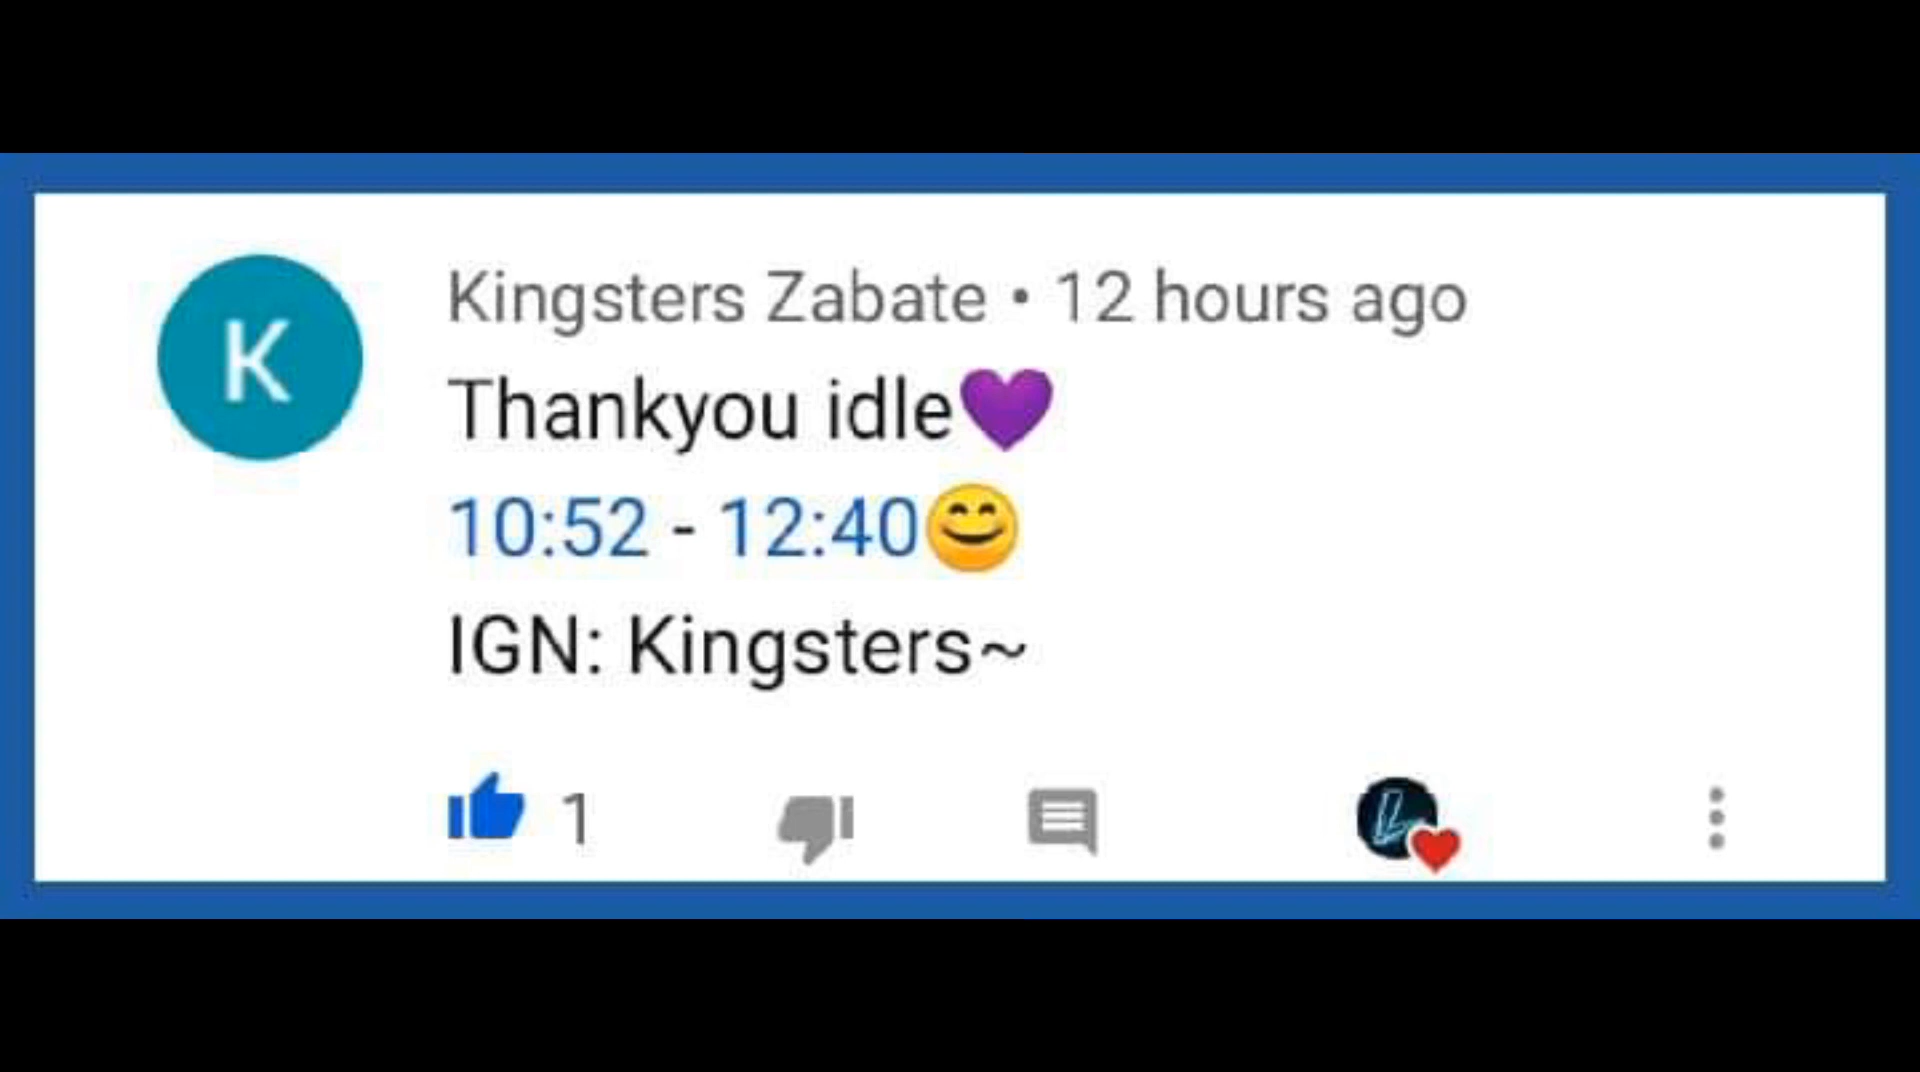 K
Kingsters Zabate • 12 hours ago
Thankyou idle💜
10:52 - 12:40😊
IGN: Kingsters~
1
L